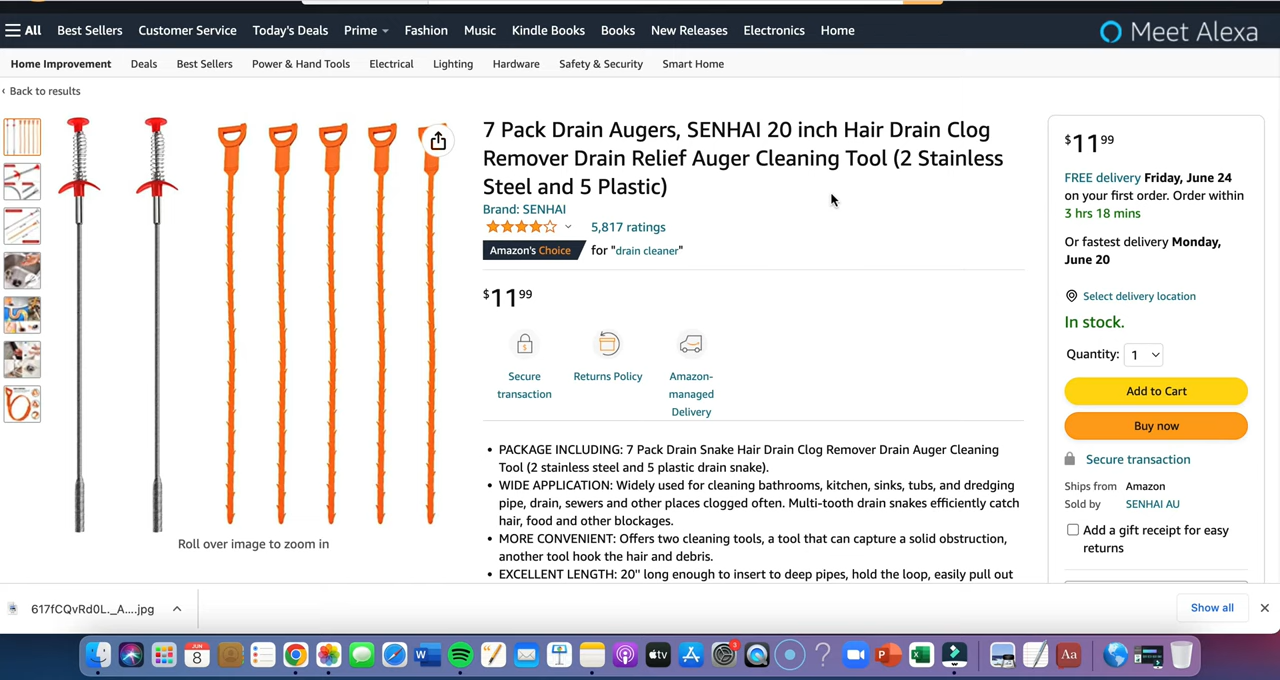 Meet Alexa
All Best Sellers Customer Service Today's Deals Prime Fashion Music Kindle Books Books New Releases Electronics Home
Home Improvement Deals Best Sellers Power & Hand Tools Electrical Lighting Hardware Safety & Security Smart Home
‹ Back to results
7 Pack Drain Augers, SENHAI 20 inch Hair Drain Clog
Remover Drain Relief Auger Cleaning Tool (2 Stainless
Steel and 5 Plastic)
Brand: SENHAI
5,817 ratings
Amazon's Choice for "drain cleaner"
$11 99
Secure
transaction
Returns Policy
Amazon-
managed
Delivery
• PACKAGE INCLUDING: 7 Pack Drain Snake Hair Drain Clog Remover Drain Auger Cleaning
Tool (2 stainless steel and 5 plastic drain snake).
• WIDE APPLICATION: Widely used for cleaning bathrooms, kitchen, sinks, tubs, and dredging
pipe, drain, sewers and other places clogged often. Multi-tooth drain snakes efficiently catch
hair, food and other blockages.
• MORE CONVENIENT: Offers two cleaning tools, a tool that can capture a solid obstruction,
another tool hook the hair and debris.
• EXCELLENT LENGTH: 20" long enough to insert to deep pipes, hold the loop, easily pull out
Roll over image to zoom in
$11 99
FREE delivery Friday, June 24
on your first order. Order within
3 hrs 18 mins
Or fastest delivery Monday,
June 20
Select delivery location
In stock.
Quantity: 1
Add to Cart
Buy now
Secure transaction
Ships from Amazon
Sold by SENHAI AU
Add a gift receipt for easy
returns
617fCQvRd0L._A....jpg
Show all
JUN
8
tv
3
Aa